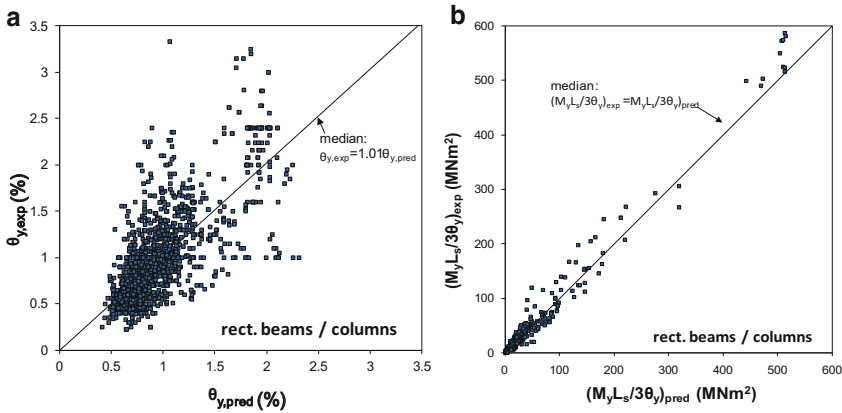 a
3.5
3
2.5
2
1.5
1
0.5
0
θy,exp (%)
median:
θy,exp=1.01θy,pred
rect. beams / columns
0 0.5 1 1.5 2 2.5 3 3.5
θy,pred (%)
b
600
500
400
300
200
100
0
(MyLs/3θy)exp (MNm²)
median:
(MyLs/3θy)exp=MyLs/3θy)pred
rect. beams / columns
0 100 200 300 400 500 600
(MyLs/3θy)pred (MNm²)